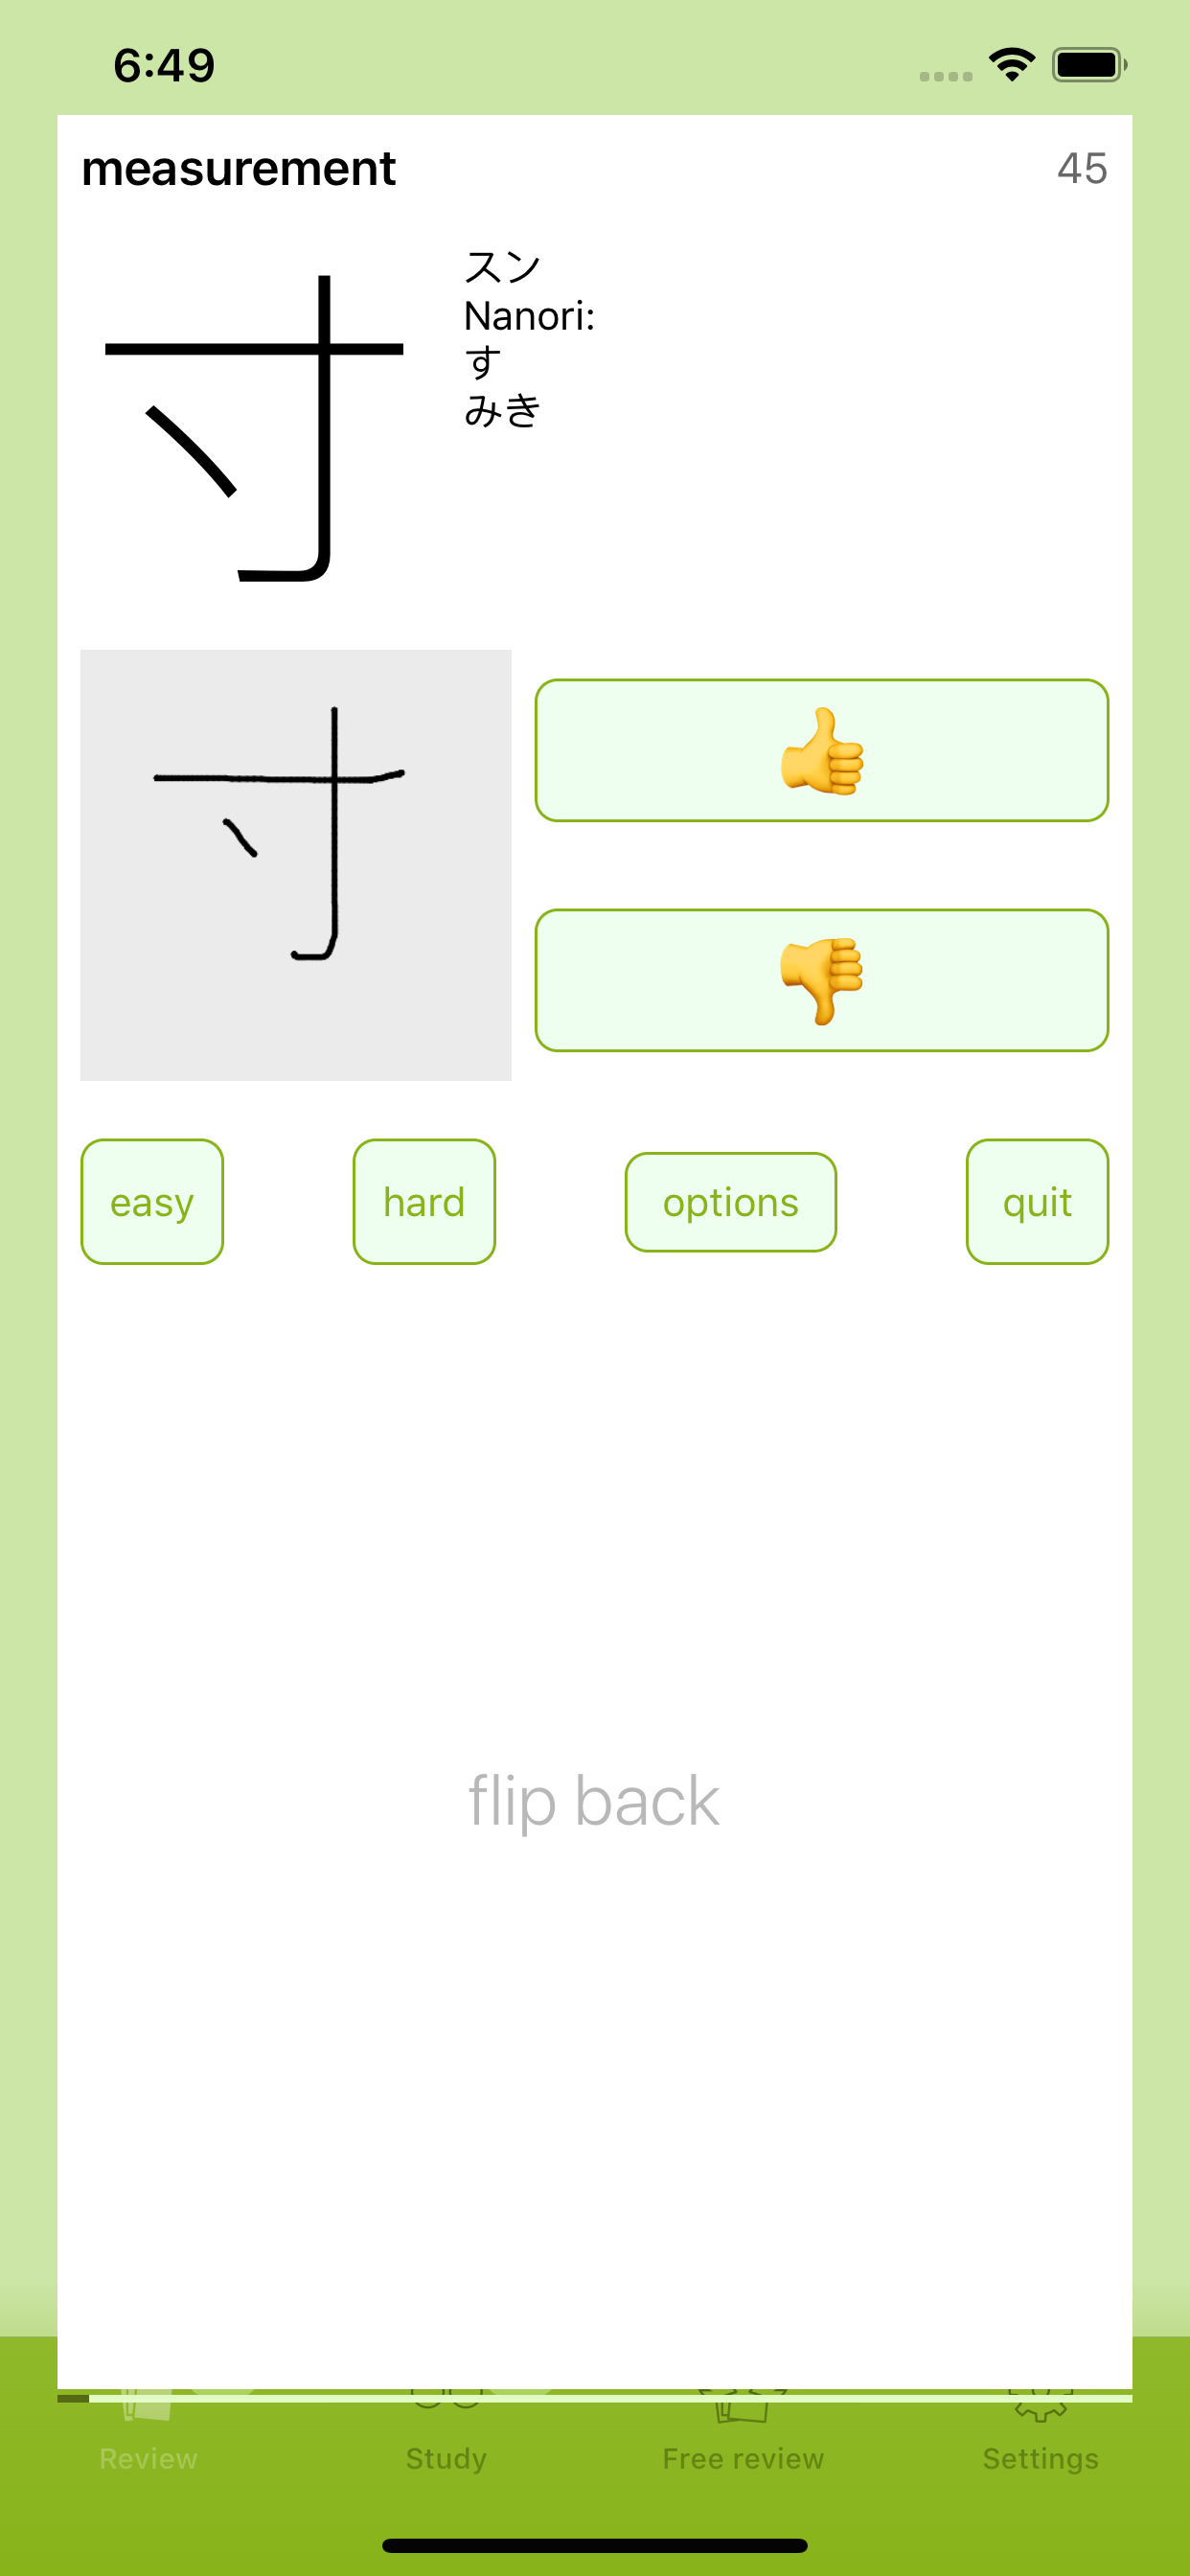 6:49
measurement 45
寸
スン
Nanori:
す
みき
寸
easy hard options quit
flip back
Review Study Free review Settings